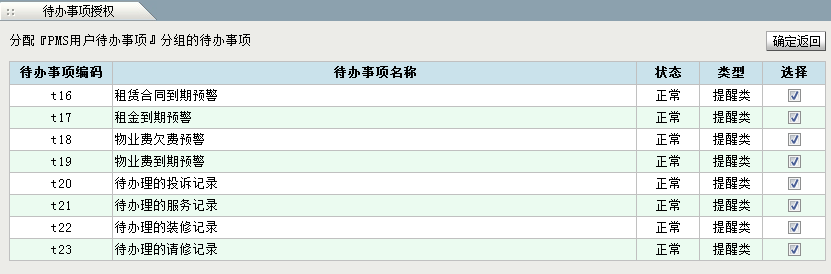 待办事项授权
分配『PMS用户待办事项』分组的待办事项 确定返回
待办事项编码 待办事项名称 状态 类型 选择
t16 租赁合同到期预警 正常 提醒类
t17 租金到期预警 正常 提醒类
t18 物业费欠费预警 正常 提醒类
t19 物业费到期预警 正常 提醒类
t20 待办理的投诉记录 正常 提醒类
t21 待办理的服务记录 正常 提醒类
t22 待办理的装修记录 正常 提醒类
t23 待办理的请修记录 正常 提醒类